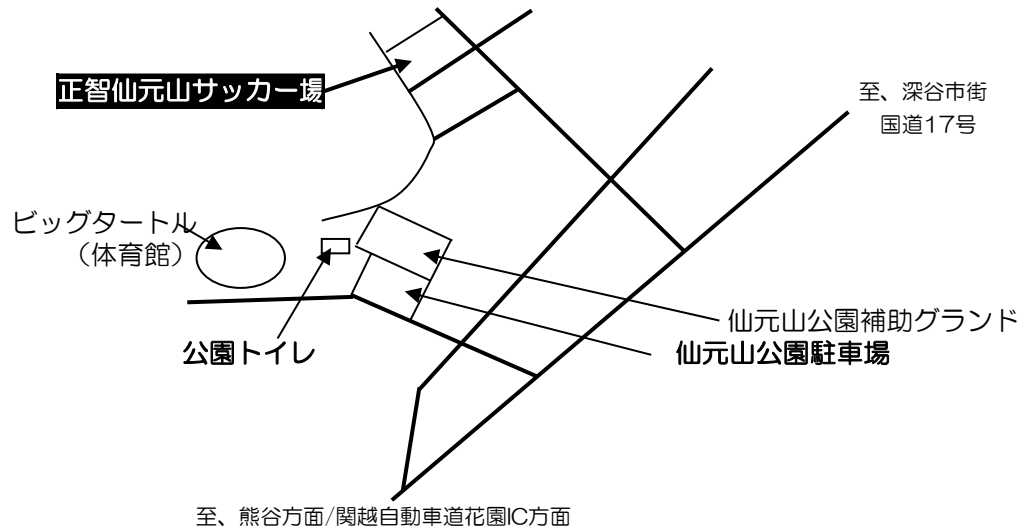 正智仙元山サッカー場
至、深谷市街
国道17号
ビッグタートル
（体育館）
仙元山公園補助グランド
公園トイレ
仙元山公園駐車場
至、熊谷方面/関越自動車道花園IC方面